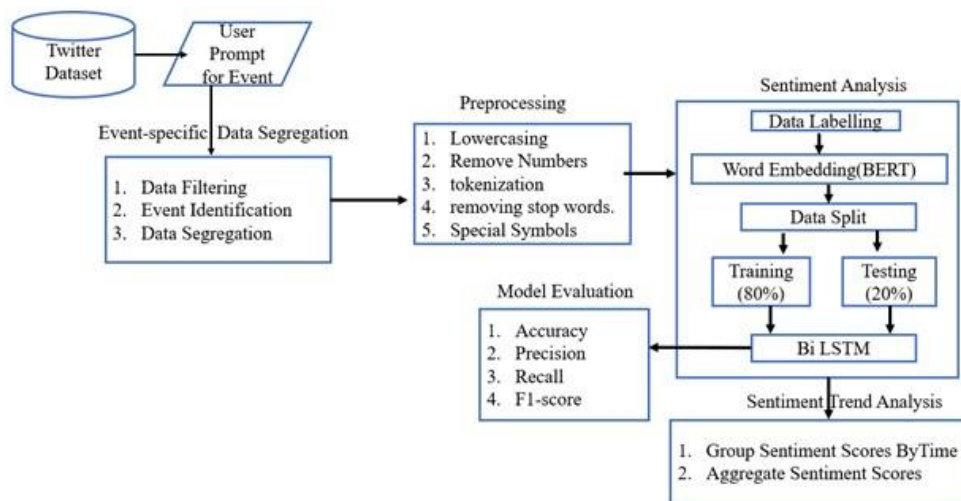 Twitter
Dataset
User
Prompt
for Event
Event-specific Data Segregation
1. Data Filtering
2. Event Identification
3. Data Segregation
Preprocessing
1. Lowercasing
2. Remove Numbers
3. tokenization
4. removing stop words.
5. Special Symbols
Sentiment Analysis
Data Labelling
Word Embedding(BERT)
Data Split
Training
(80%)
Testing
(20%)
Bi LSTM
Model Evaluation
1. Accuracy
2. Precision
3. Recall
4. F1-score
Sentiment Trend Analysis
1. Group Sentiment Scores ByTime
2. Aggregate Sentiment Scores